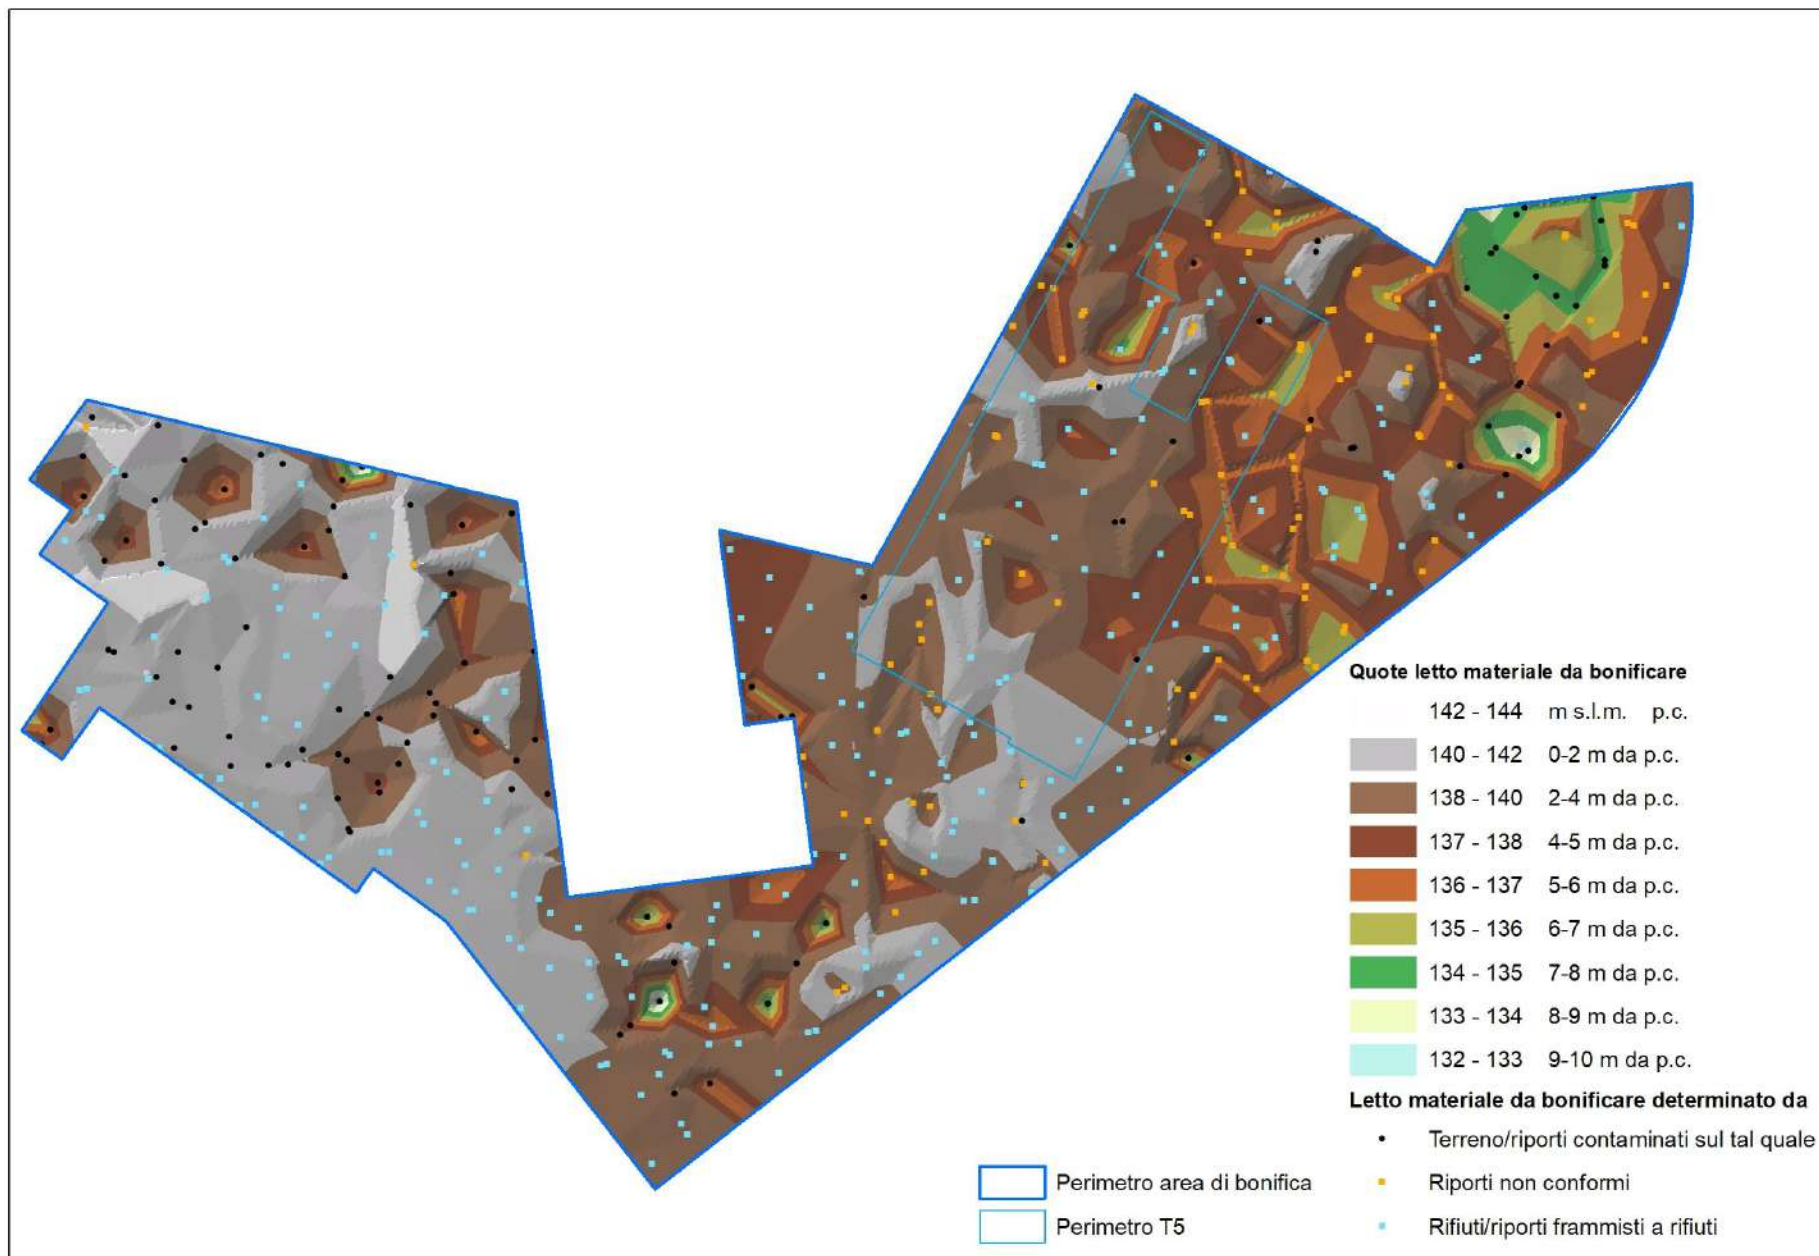 Quote letto materiale da bonificare
142 - 144 m s.l.m. p.c.
140 - 142 0-2 m da p.c.
138 - 140 2-4 m da p.c.
137 - 138 4-5 m da p.c.
136 - 137 5-6 m da p.c.
135 - 136 6-7 m da p.c.
134 - 135 7-8 m da p.c.
133 - 134 8-9 m da p.c.
132 - 133 9-10 m da p.c.
Letto materiale da bonificare determinato da
Terreno/riporti contaminati sul tal quale
Riporti non conformi
Rifiuti/riporti frammisti a rifiuti
Perimetro area di bonifica
Perimetro T5